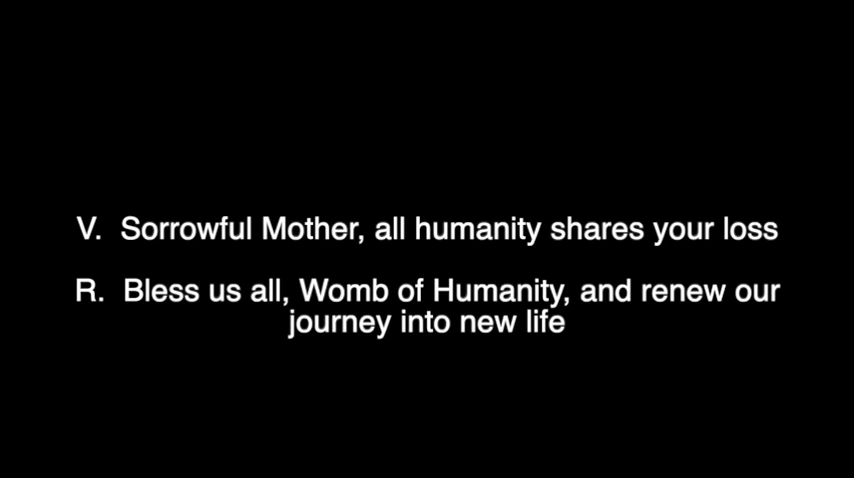 V. Sorrowful Mother, all humanity shares your loss
R. Bless us all, Womb of Humanity, and renew our
journey into new life